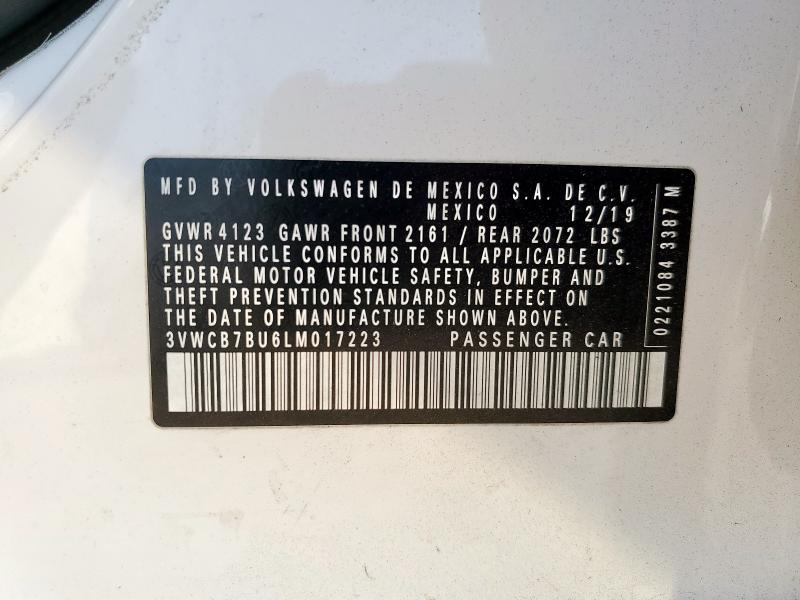 MFD BY VOLKSWAGEN DE MEXICO S.A. DE C.V.
MEXICO 12/19
GVWR 4123 GAWR FRONT 2161 / REAR 2072 LBS
THIS VEHICLE CONFORMS TO ALL APPLICABLE U.S.
FEDERAL MOTOR VEHICLE SAFETY, BUMPER AND
THEFT PREVENTION STANDARDS IN EFFECT ON
THE DATE OF MANUFACTURE SHOWN ABOVE.
3VWCB7BU6LM017223 PASSENGER CAR
0221084 3387 M